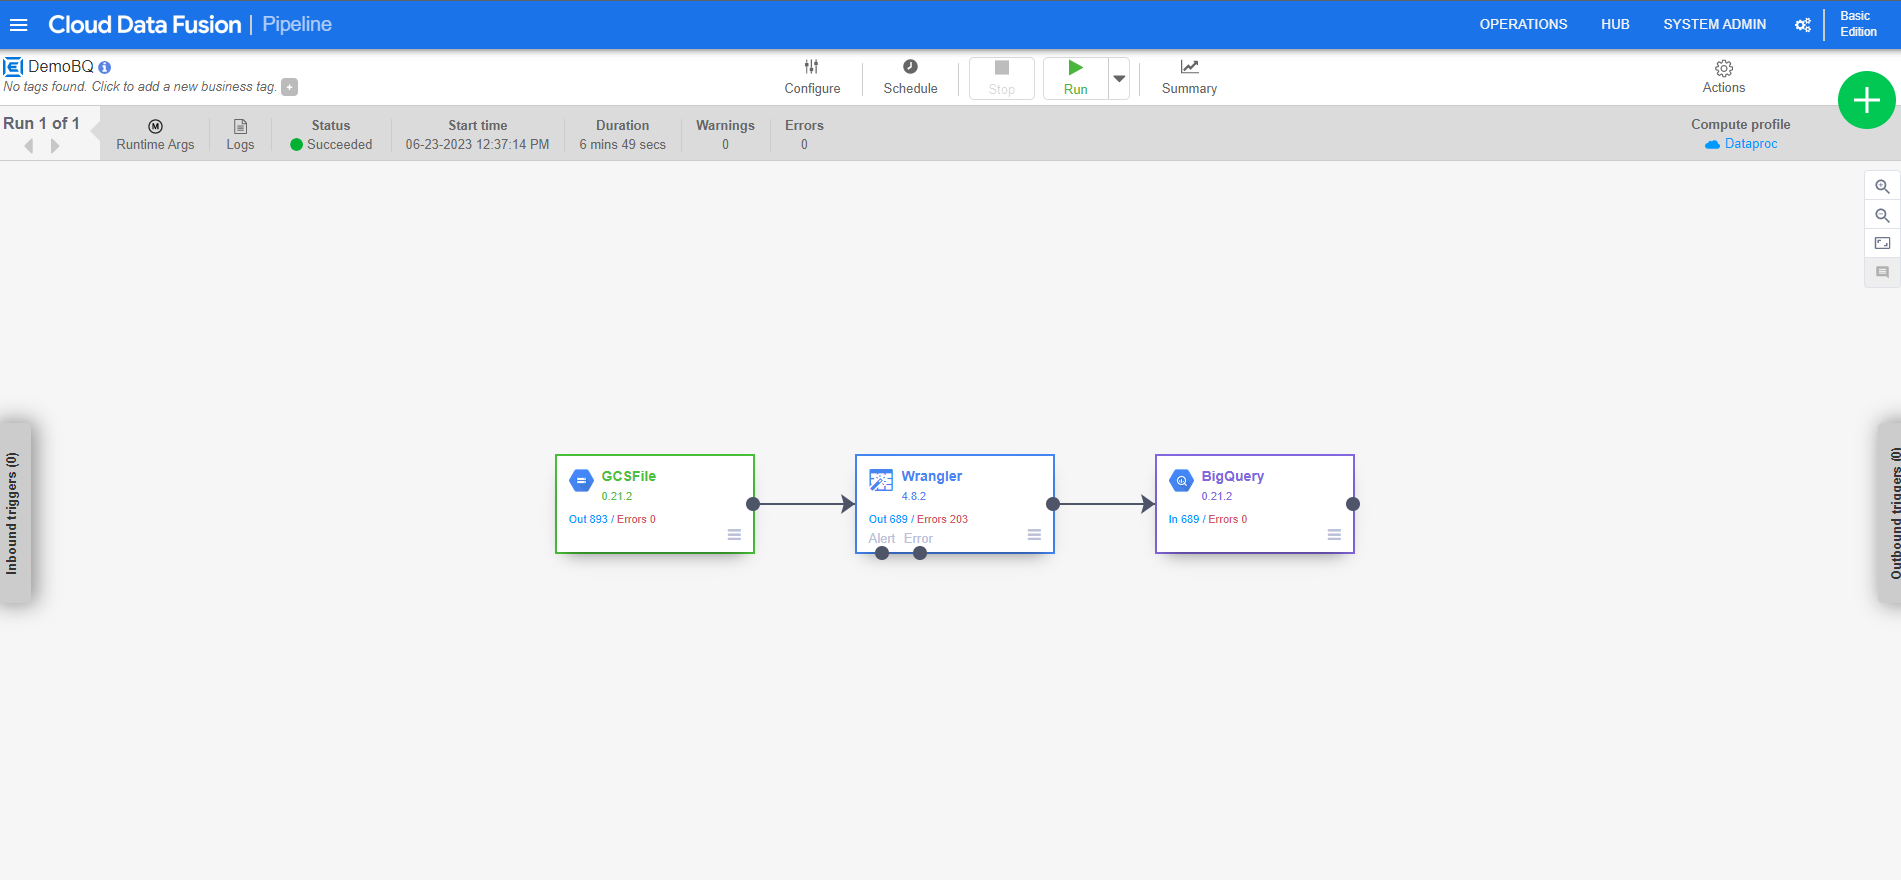 Cloud Data Fusion | Pipeline
OPERATIONS
HUB
SYSTEM ADMIN
Basic
Edition
DemoBQ
No tags found. Click to add a new business tag.
Configure
Schedule
Stop
Run
Summary
Actions
Run 1 of 1
Runtime Args
Logs
Status
Succeeded
Start time
06-23-2023 12:37:14 PM
Duration
6 mins 49 secs
Warnings
0
Errors
0
Compute profile
Dataproc
Inbound triggers (0)
GCSFile
0.21.2
Out 893 / Errors 0
Wrangler
4.8.2
Out 689 / Errors 203
Alert Error
BigQuery
0.21.2
In 689 / Errors 0
Outbound triggers (0)